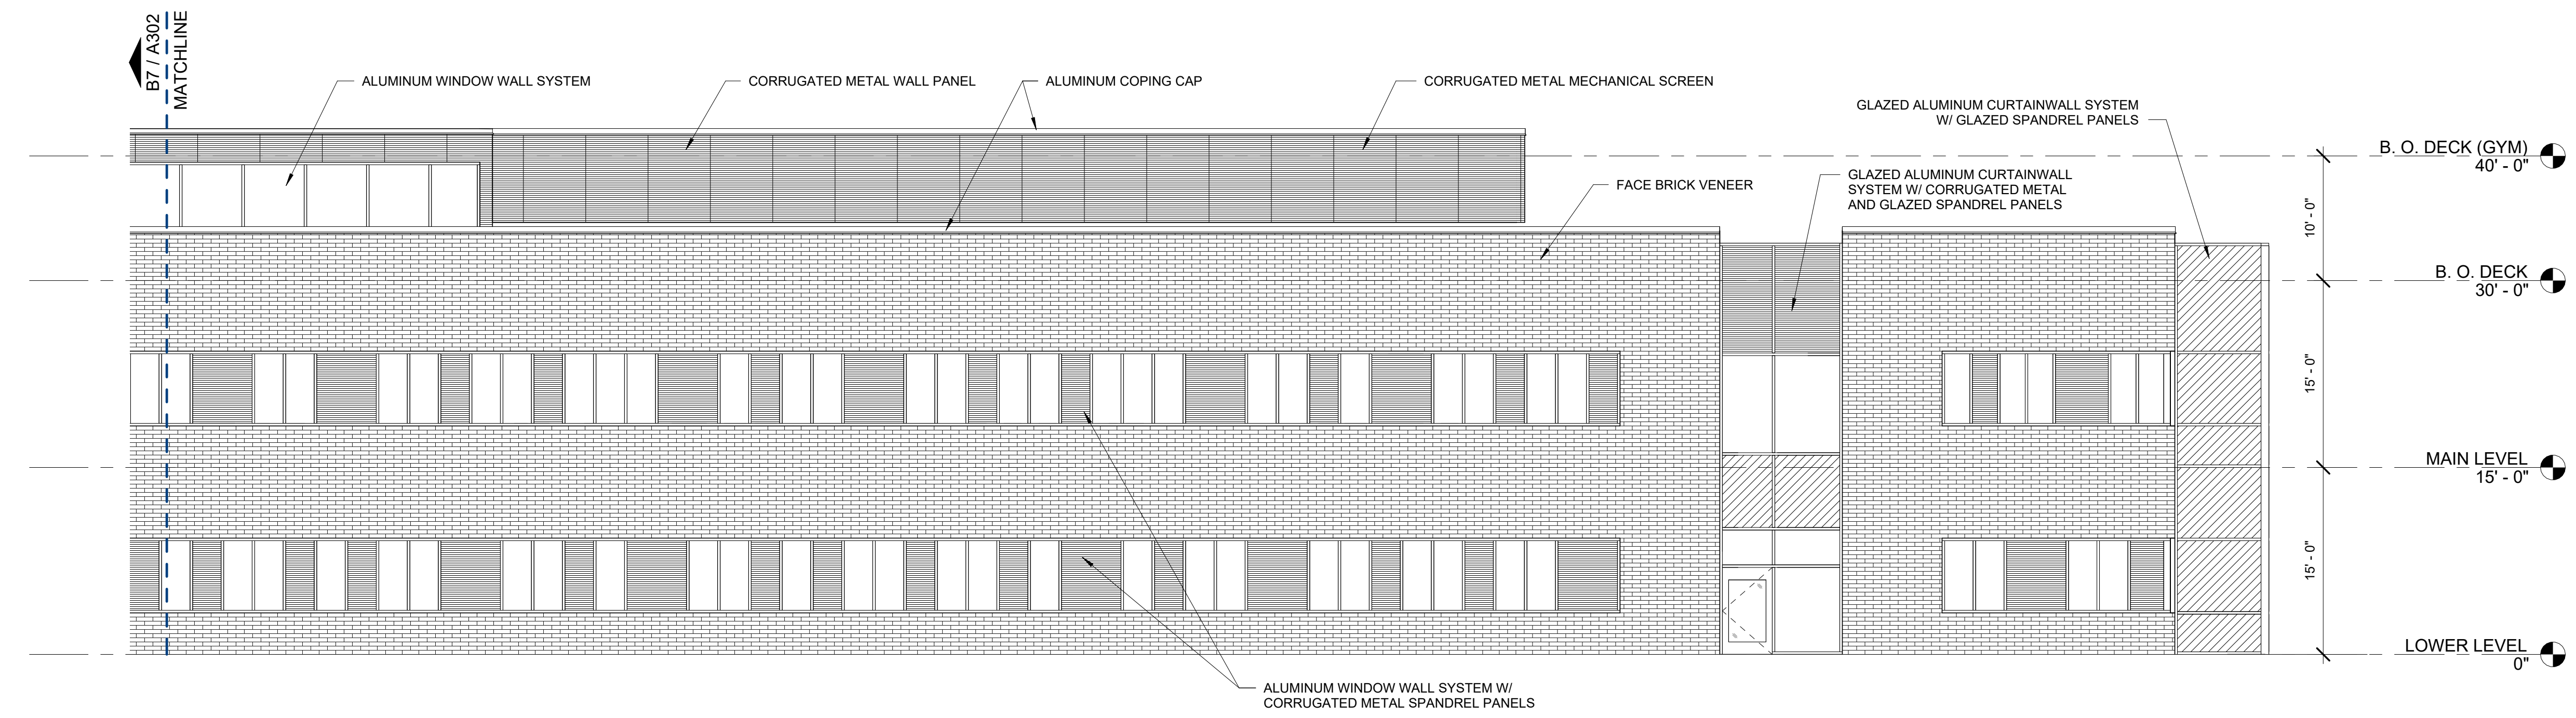 B7 / A302
MATCHLINE
ALUMINUM WINDOW WALL SYSTEM
CORRUGATED METAL WALL PANEL
ALUMINUM COPING CAP
CORRUGATED METAL MECHANICAL SCREEN
GLAZED ALUMINUM CURTAINWALL SYSTEM
W/ GLAZED SPANDREL PANELS
FACE BRICK VENEER
GLAZED ALUMINUM CURTAINWALL
SYSTEM W/ CORRUGATED METAL
AND GLAZED SPANDREL PANELS
B. O. DECK (GYM)
40' - 0"
10' - 0"
B. O. DECK
30' - 0"
15' - 0"
MAIN LEVEL
15' - 0"
15' - 0"
LOWER LEVEL
0"
ALUMINUM WINDOW WALL SYSTEM W/
CORRUGATED METAL SPANDREL PANELS